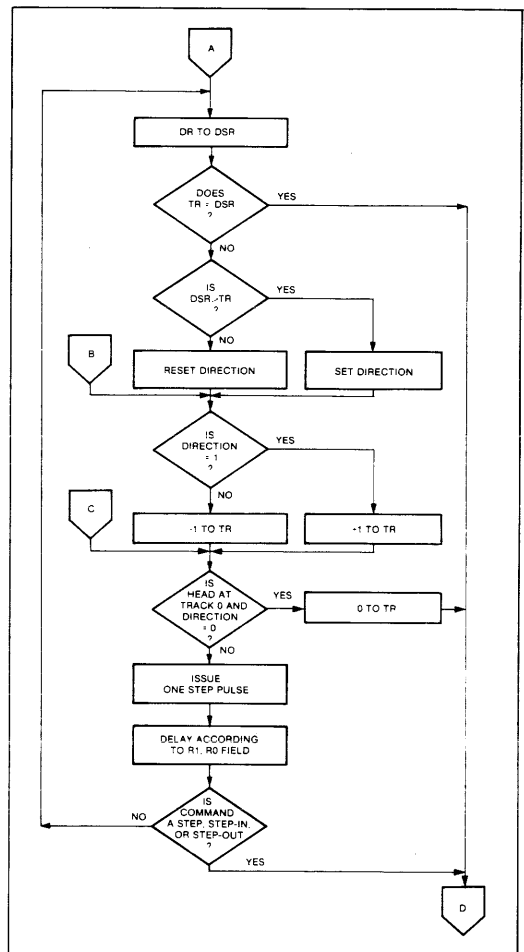 A
DR TO DSR
DOES
TR = DSR
?
YES
NO
IS
DSR > TR
?
YES
NO
B
RESET DIRECTION
SET DIRECTION
IS
DIRECTION
= 1
?
YES
NO
C
-1 TO TR
+1 TO TR
IS
HEAD AT
TRACK 0 AND
DIRECTION
= 0
?
YES
0 TO TR
NO
ISSUE
ONE STEP PULSE
DELAY ACCORDING
TO R1, R0 FIELD
IS
COMMAND
A STEP, STEP-IN,
OR STEP-OUT
?
NO
YES
D